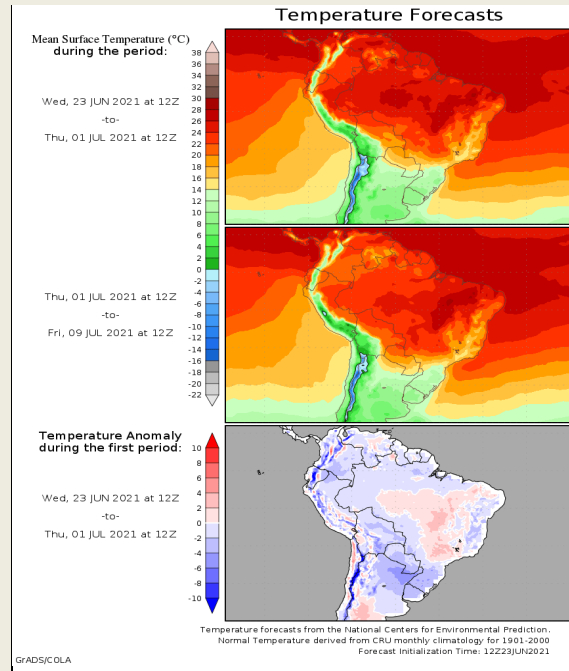 Temperature Forecasts
Mean Surface Temperature (°C)
during the period:
Wed, 23 JUN 2021 at 12Z
-to-
Thu, 01 JUL 2021 at 12Z
38
36
34
32
30
28
26
24
22
20
18
16
14
12
10
8
6
4
2
0
-2
-4
-6
-8
-10
-12
-14
-16
-18
-20
-22
Thu, 01 JUL 2021 at 12Z
-to-
Fri, 09 JUL 2021 at 12Z
Temperature Anomaly
during the first period:
Wed, 23 JUN 2021 at 12Z
-to-
Thu, 01 JUL 2021 at 12Z
10
8
6
4
2
0
-2
-4
-6
-8
-10
Temperature forecasts from the National Centers for Environmental Prediction.
Normal Temperature derived from CRU monthly climatology for 1901-2000
Forecast Initialization Time: 12Z23JUN2021
GrADS/COLA